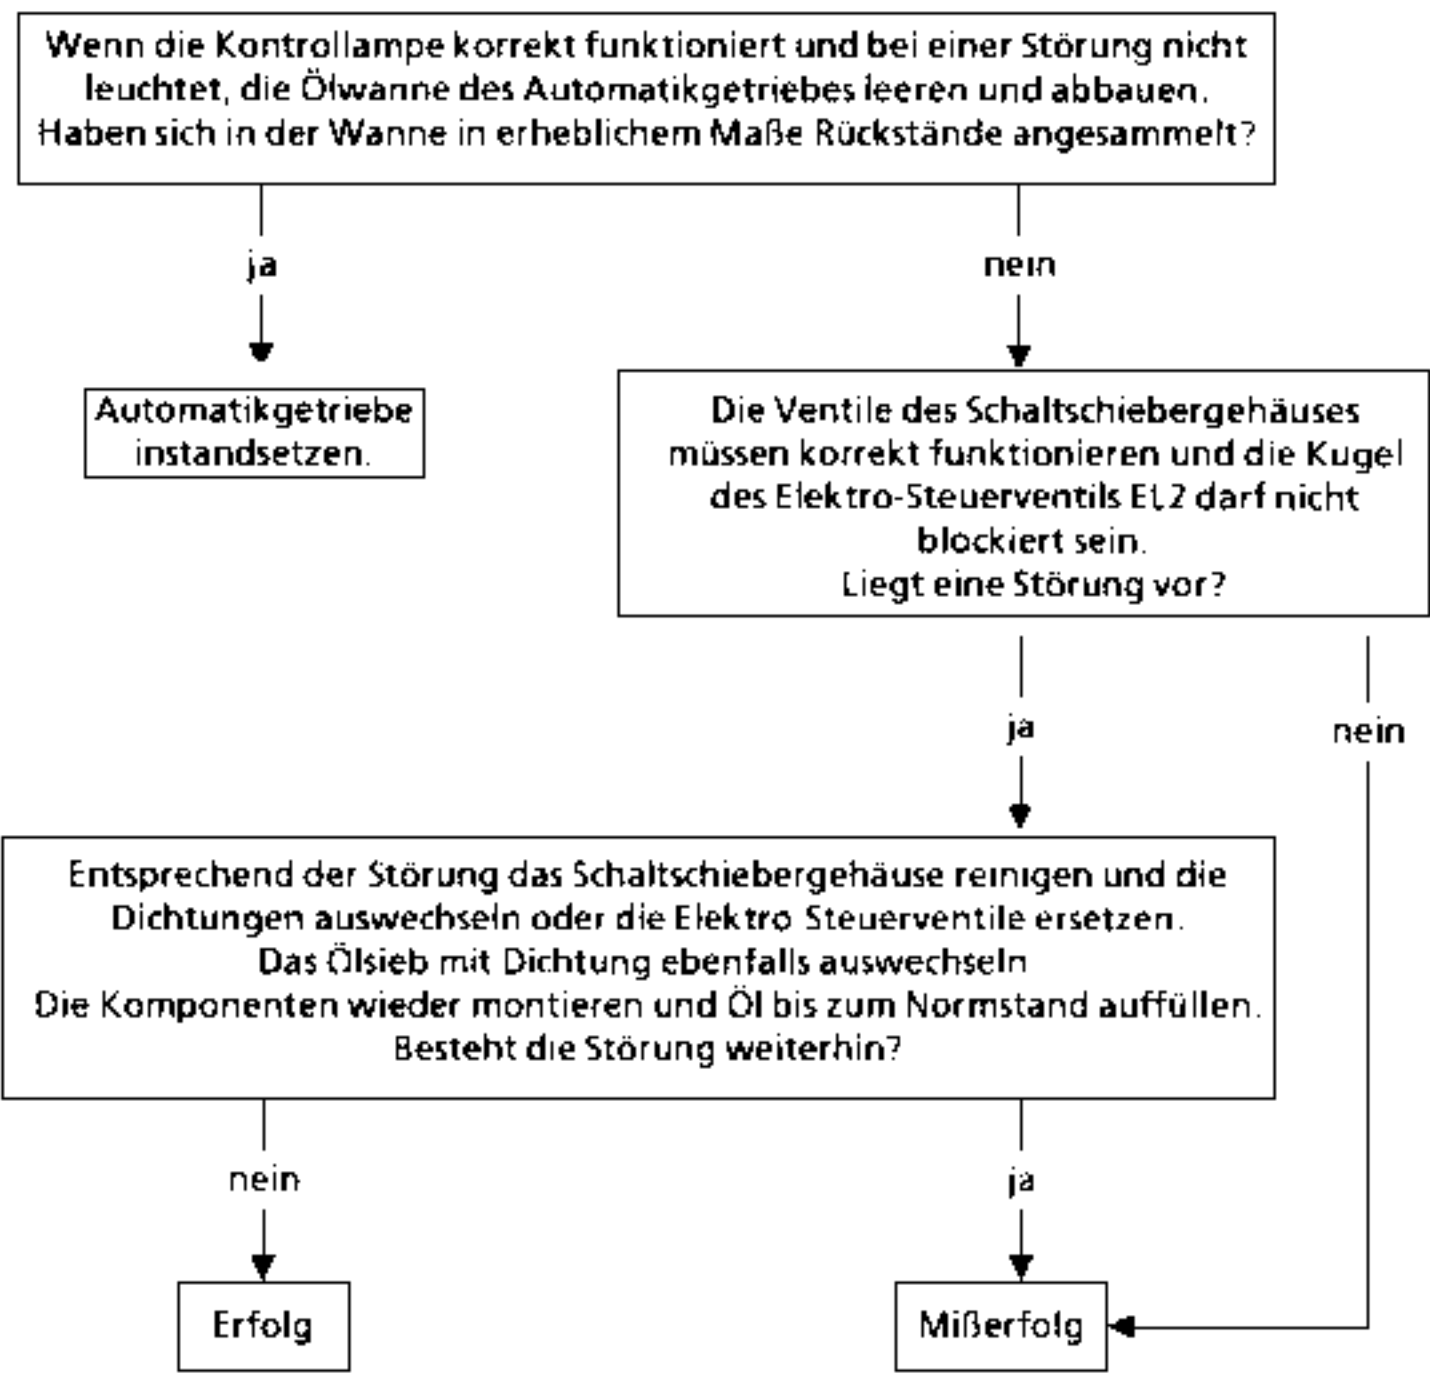 Wenn die Kontrollampe korrekt funktioniert und bei einer Störung nicht
leuchtet, die Ölwanne des Automatikgetriebes leeren und abbauen.
Haben sich in der Wanne in erheblichem Maße Rückstände angesammelt?
ja
nein
Automatikgetriebe
instandsetzen.
Die Ventile des Schaltschiebergehäuses
müssen korrekt funktionieren und die Kugel
des Elektro-Steuerventils EL2 darf nicht
blockiert sein.
Liegt eine Störung vor?
ja
nein
Entsprechend der Störung das Schaltschiebergehäuse reinigen und die
Dichtungen auswechseln oder die Elektro Steuerventile ersetzen.
Das Ölsieb mit Dichtung ebenfalls auswechseln
Die Komponenten wieder montieren und Öl bis zum Normstand auffüllen.
Besteht die Störung weiterhin?
nein
ja
Erfolg
Mißerfolg